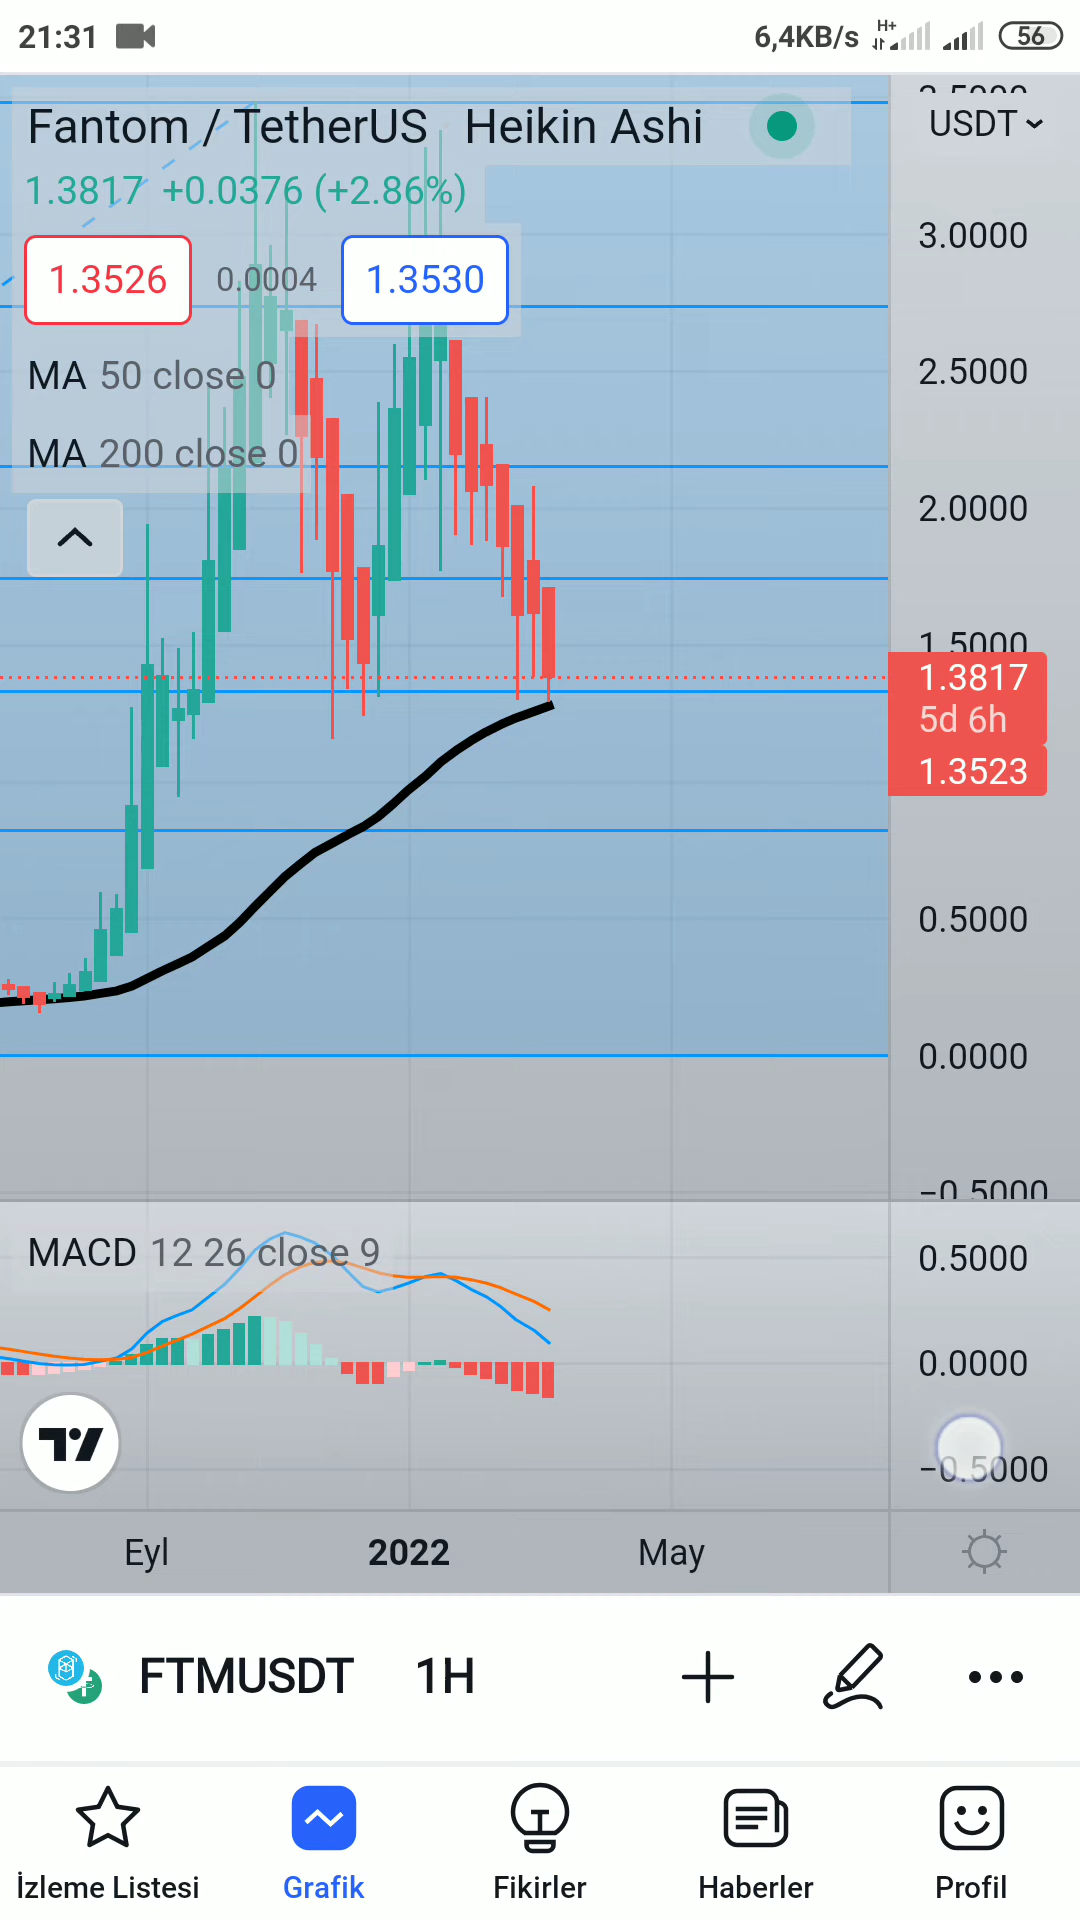 21:31
6,4KB/s H+ 56
Fantom / TetherUS Heikin Ashi
USDT
1.3817 +0.0376 (+2.86%)
1.3526 0.0004 1.3530
MA 50 close 0
MA 200 close 0
3.5000
3.0000
2.5000
2.0000
1.5000
1.3817
5d 6h
1.3523
0.5000
0.0000
−0.5000
MACD 12 26 close 9
0.5000
0.0000
−0.5000
Eyl 2022 May
FTMUSDT 1H
İzleme Listesi Grafik Fikirler Haberler Profil